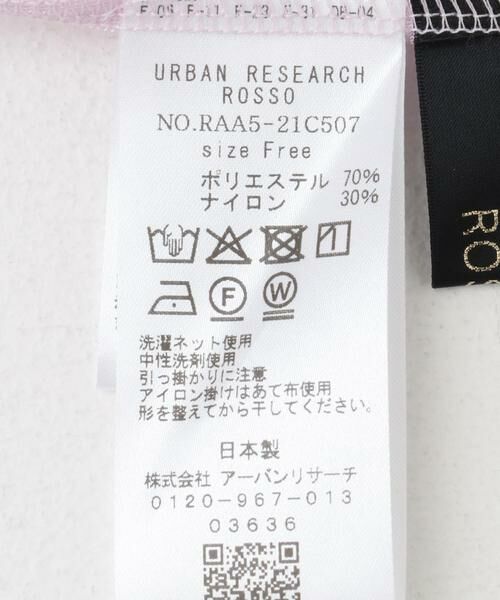 URBAN RESEARCH
ROSSO
NO.RAA5-21C507
size Free
ポリエステル 70%
ナイロン 30%
F W
洗濯ネット使用
中性洗剤使用
引っ掛かりに注意
アイロン掛けはあて布使用
形を整えてから干してください。
日本製
株式会社 アーバンリサーチ
0120-967-013
03636
ROS